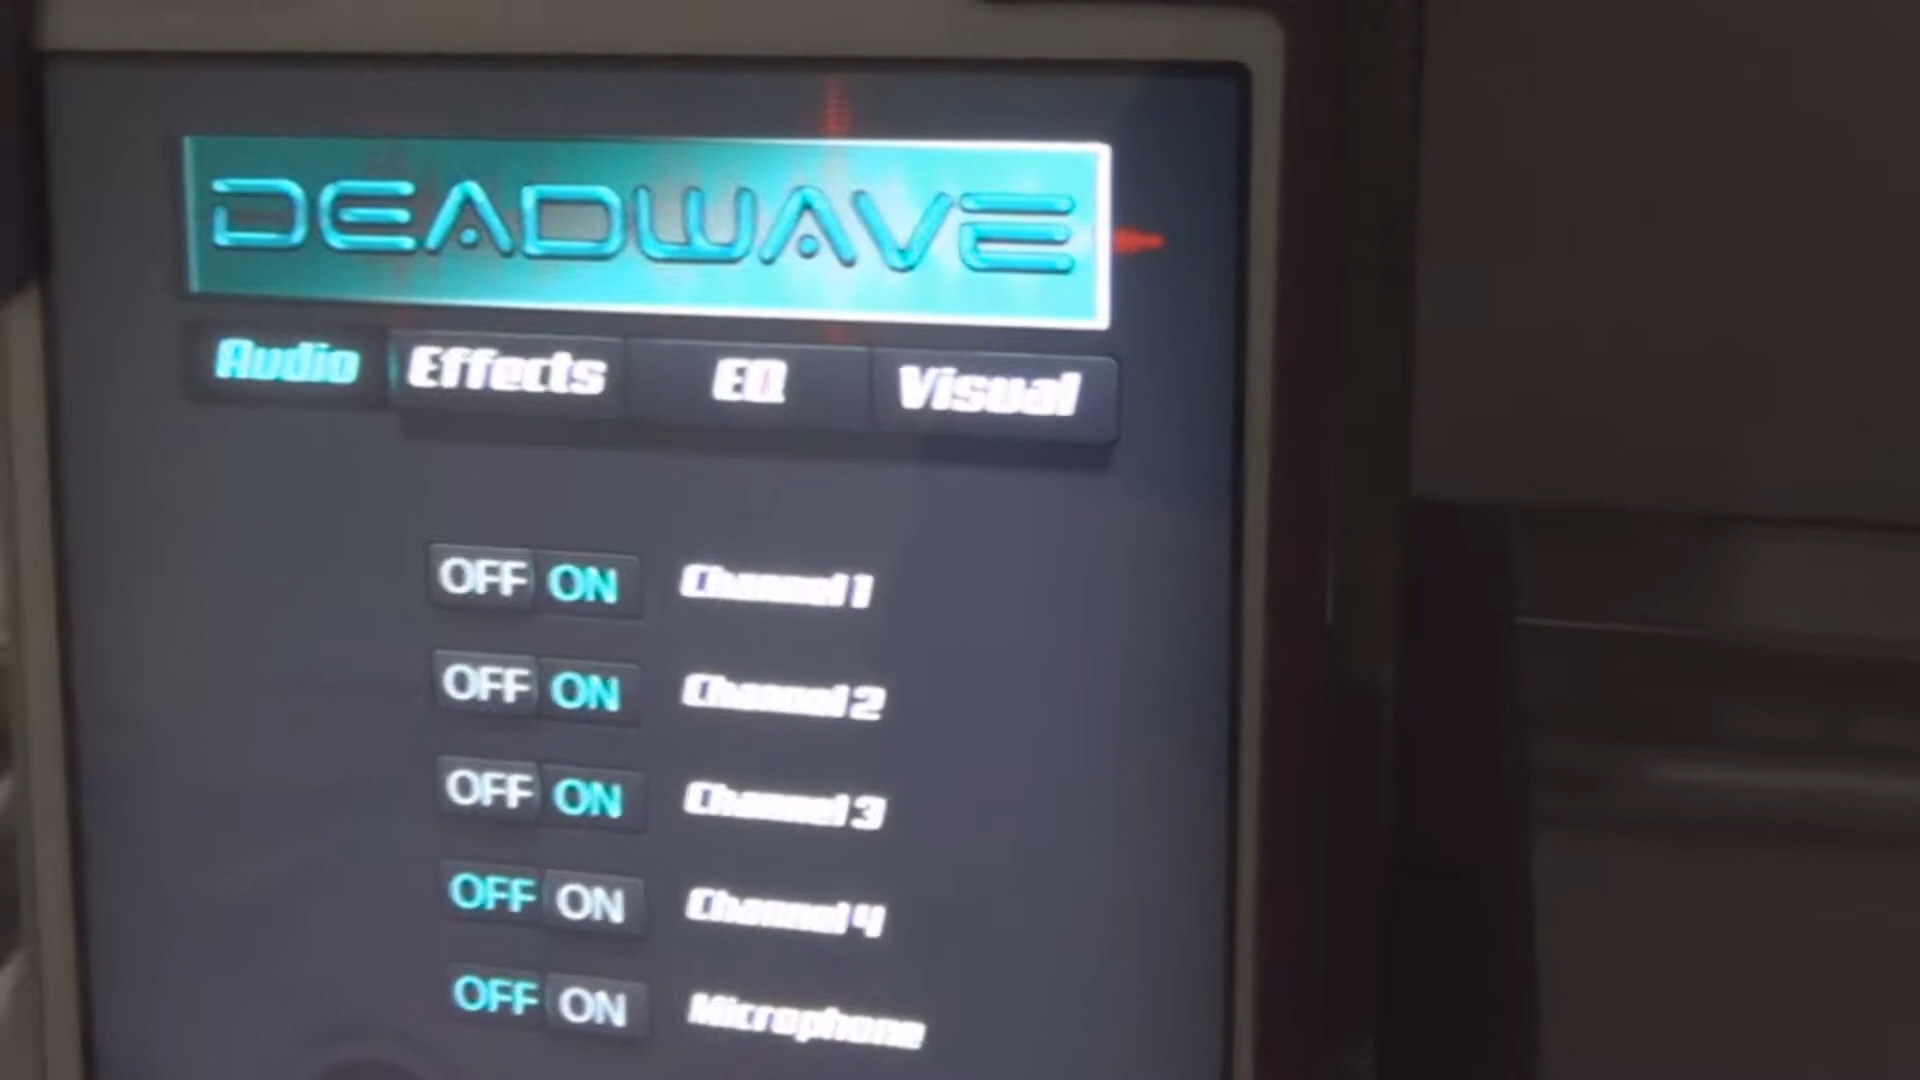 DEADWAVE
Audio Effects EQ Visual
OFF ON Channel 1
OFF ON Channel 2
OFF ON Channel 3
OFF ON Channel 4
OFF ON Microphone